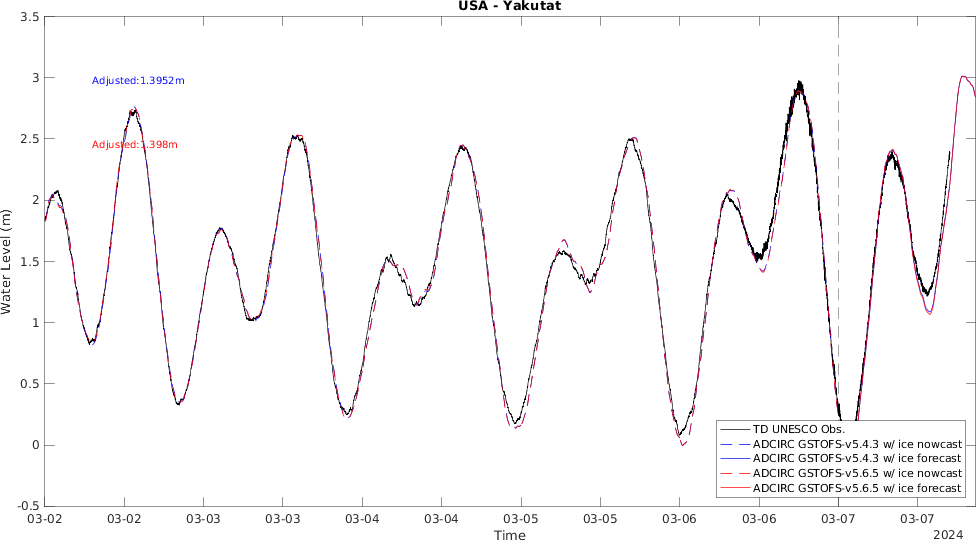 USA - Yakutat
3.5
3
2.5
2
1.5
1
0.5
0
-0.5
Water Level (m)
Adjusted:1.3952m
Adjusted:1.398m
TD UNESCO Obs.
ADCIRC GSTOFS-v5.4.3 w/ ice nowcast
ADCIRC GSTOFS-v5.4.3 w/ ice forecast
ADCIRC GSTOFS-v5.6.5 w/ ice nowcast
ADCIRC GSTOFS-v5.6.5 w/ ice forecast
03-02 03-02 03-03 03-03 03-04 03-04 03-05 03-05 03-06 03-06 03-07 03-07
Time
2024